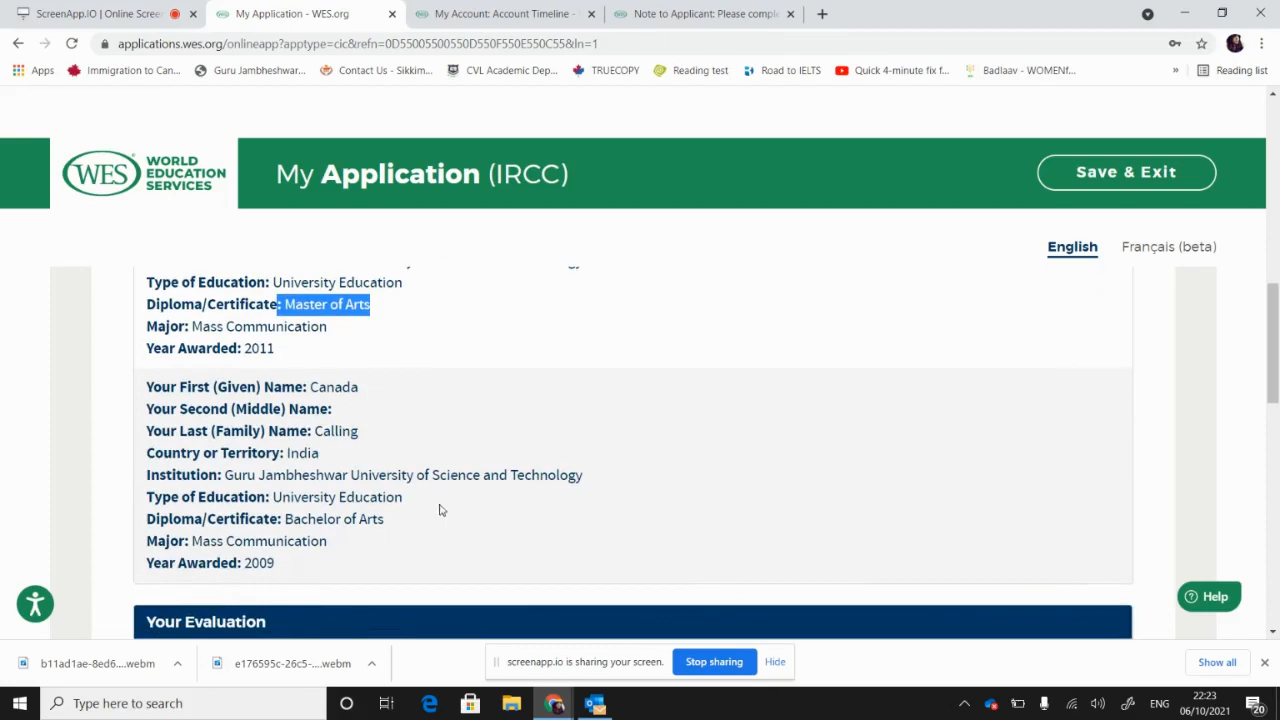 ScreenApp.IO | Online Scree
My Application - WES.org
My Account: Account Timeline -
Note to Applicant: Please compl
applications.wes.org/onlineapp?apptype=cic&refn=0D55005500550D550F550E550C55&ln=1
Apps
Immigration to Can...
Guru Jambheshwar...
Contact Us - Sikkim...
CVL Academic Dep...
TRUECOPY
Reading test
Road to IELTS
Quick 4-minute fix f...
Badlaav - WOMENf...
»
Reading list
WES
WORLD
EDUCATION
SERVICES
My Application (IRCC)
Save & Exit
English
Français (beta)
Type of Education: University Education
Diploma/Certificate: Master of Arts
Major: Mass Communication
Year Awarded: 2011
Your First (Given) Name: Canada
Your Second (Middle) Name:
Your Last (Family) Name: Calling
Country or Territory: India
Institution: Guru Jambheshwar University of Science and Technology
Type of Education: University Education
Diploma/Certificate: Bachelor of Arts
Major: Mass Communication
Year Awarded: 2009
Help
Your Evaluation
b11ad1ae-8ed6....webm
e176595c-26c5-....webm
screenapp.io is sharing your screen.
Stop sharing
Hide
Show all
Type here to search
ENG
22:23
06/10/2021
20